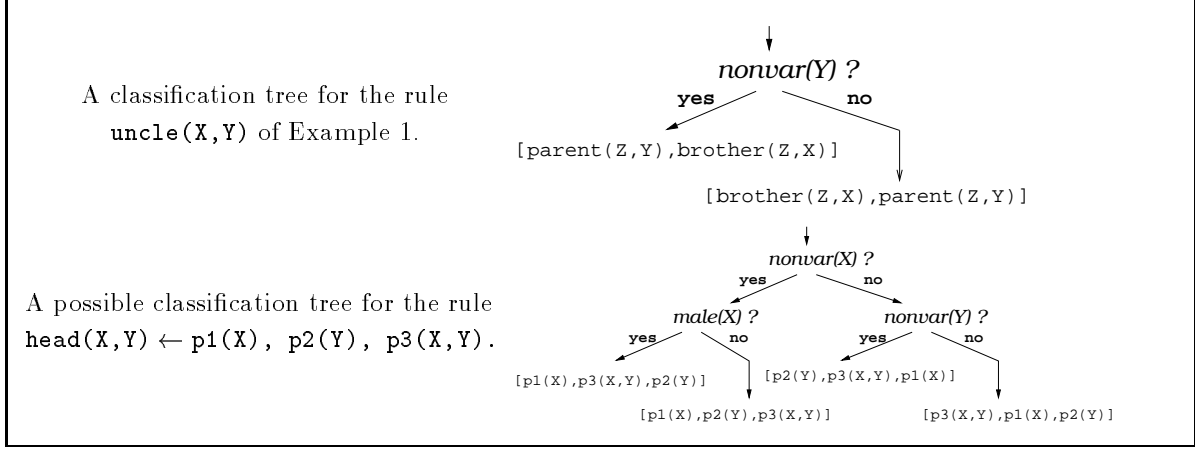 A classification tree for the rule
uncle(X,Y) of Example 1.
nonvar(Y) ?
yes
no
[parent(Z,Y),brother(Z,X)]
[brother(Z,X),parent(Z,Y)]
A possible classification tree for the rule
head(X,Y) ← p1(X), p2(Y), p3(X,Y).
nonvar(X) ?
yes
no
male(X) ?
nonvar(Y) ?
yes
no
yes
no
[p1(X),p3(X,Y),p2(Y)]
[p2(Y),p3(X,Y),p1(X)]
[p1(X),p2(Y),p3(X,Y)]
[p3(X,Y),p1(X),p2(Y)]